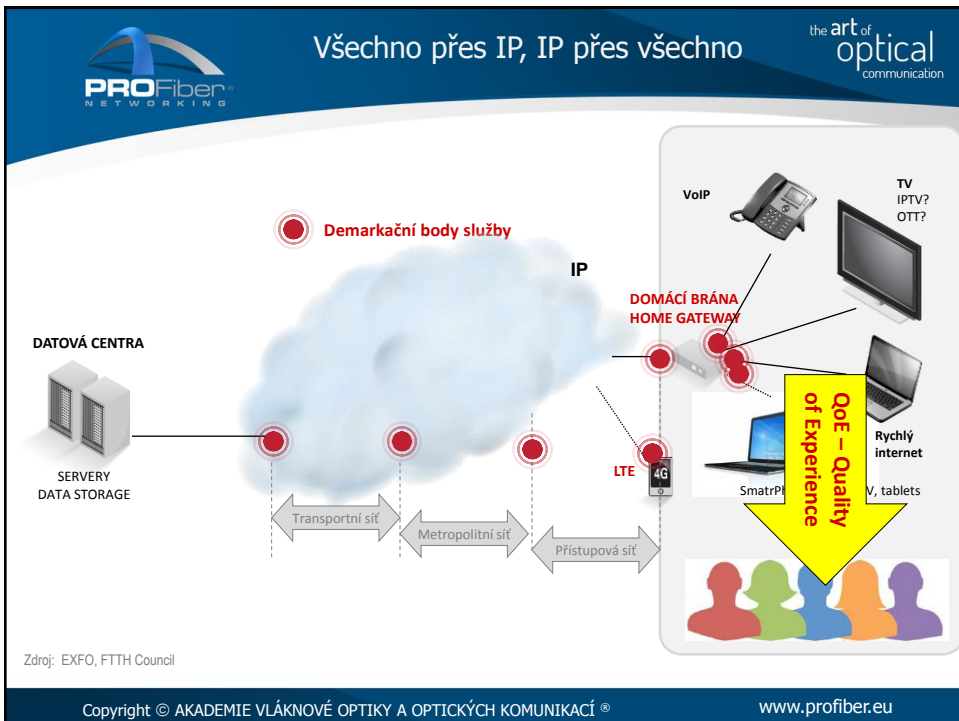 PROFiber®
NETWORKING
Všechno přes IP, IP přes všechno
the art of
optical
communication
VoIP
TV
IPTV?
OTT?
Demarkační body služby
IP
DOMÁCÍ BRÁNA
HOME GATEWAY
DATOVÁ CENTRA
SERVERY
DATA STORAGE
LTE
4G
QoE – Quality
of Experience
Rychlý
internet
V, tablets
Transportní síť
Metropolitní síť
Přístupová síť
Zdroj: EXFO, FTTH Council
Copyright © AKADEMIE VLÁKNOVÉ OPTIKY A OPTICKÝCH KOMUNIKACÍ ®
www.profiber.eu